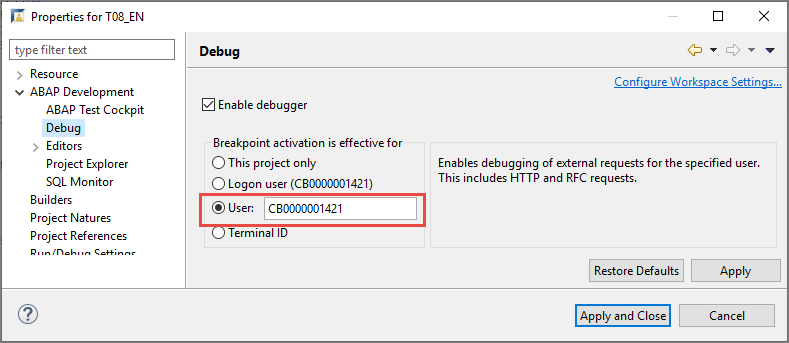 Properties for T08_EN
type filter text
Resource
ABAP Development
ABAP Test Cockpit
Debug
Editors
Project Explorer
SQL Monitor
Builders
Project Natures
Project References
Run/Debug Settings
Debug
Configure Workspace Settings...
Enable debugger
Breakpoint activation is effective for
This project only
Logon user (CB0000001421)
User: CB0000001421
Terminal ID
Enables debugging of external requests for the specified user.
This includes HTTP and RFC requests.
Restore Defaults Apply
? Apply and Close Cancel